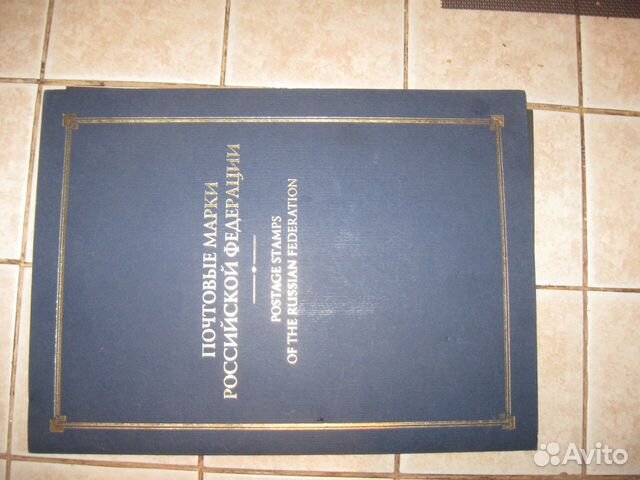 ПОЧТОВЫЕ МАРКИ
РОССИЙСКОЙ ФЕДЕРАЦИИ
POSTAGE STAMPS
OF THE RUSSIAN FEDERATION
Avito